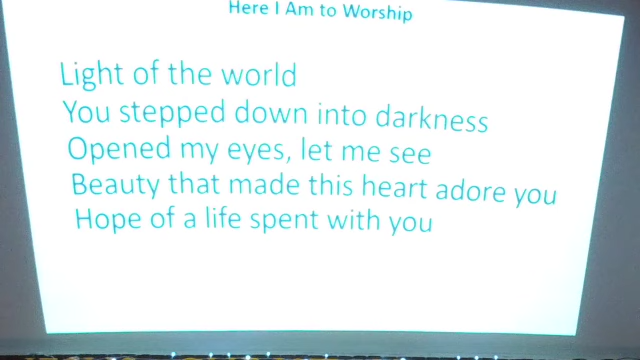 Here I Am to Worship
Light of the world
You stepped down into darkness
Opened my eyes, let me see
Beauty that made this heart adore you
Hope of a life spent with you